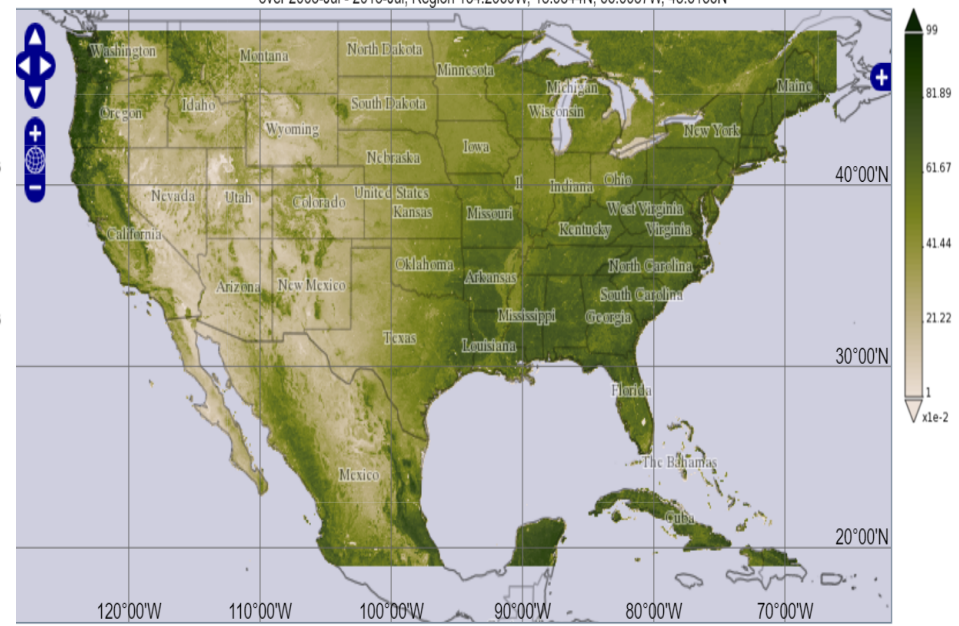 99
Washington
Montana
North Dakota
Minnesota
Maine
81.89
Oregon
Idaho
South Dakota
Michigan
Wisconsin
Wyoming
New York
Nebraska
Iowa
61.67
40°00'N
Nevada
Utah
Colorado
United States
Kansas
Missouri
Il
Indiana
Ohio
West Virginia
Kentucky
Virginia
California
41.44
Arizona
New Mexico
Oklahoma
Arkansas
North Carolina
South Carolina
Georgia
Mississippi
21.22
Texas
Louisiana
30°00'N
Florida
1
x1e-2
Mexico
The Bahamas
Cuba
20°00'N
120°00'W
110°00'W
100°00'W
90°00'W
80°00'W
70°00'W